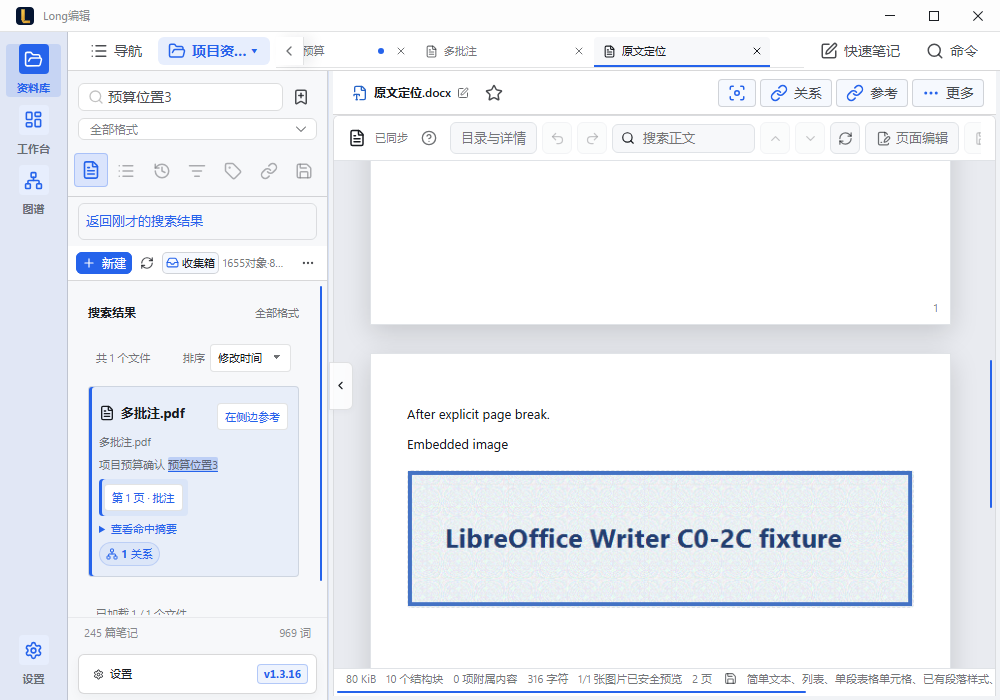 Long编辑
导航
项目资...
预算
多批注
原文定位
快速笔记
命令
资料库
工作台
图谱
设置
预算位置3
全部格式
返回刚才的搜索结果
新建
收集箱
1655对象·8...
搜索结果
全部格式
共 1 个文件
排序
修改时间
多批注.pdf
在侧边参考
多批注.pdf
项目预算确认 预算位置3
第 1 页 · 批注
查看命中摘要
1 关系
已加载 1 / 1 个文件
245 篇笔记
969 词
设置
v1.3.16
原文定位.docx
关系
参考
更多
已同步
目录与详情
搜索正文
页面编辑
1
After explicit page break.
Embedded image
LibreOffice Writer C0-2C fixture
80 KiB
10 个结构块
0 项附属内容
316 字符
1/1 张图片已安全预览
2 页
简单文本、列表、单段表格单元格、已有段落样式、